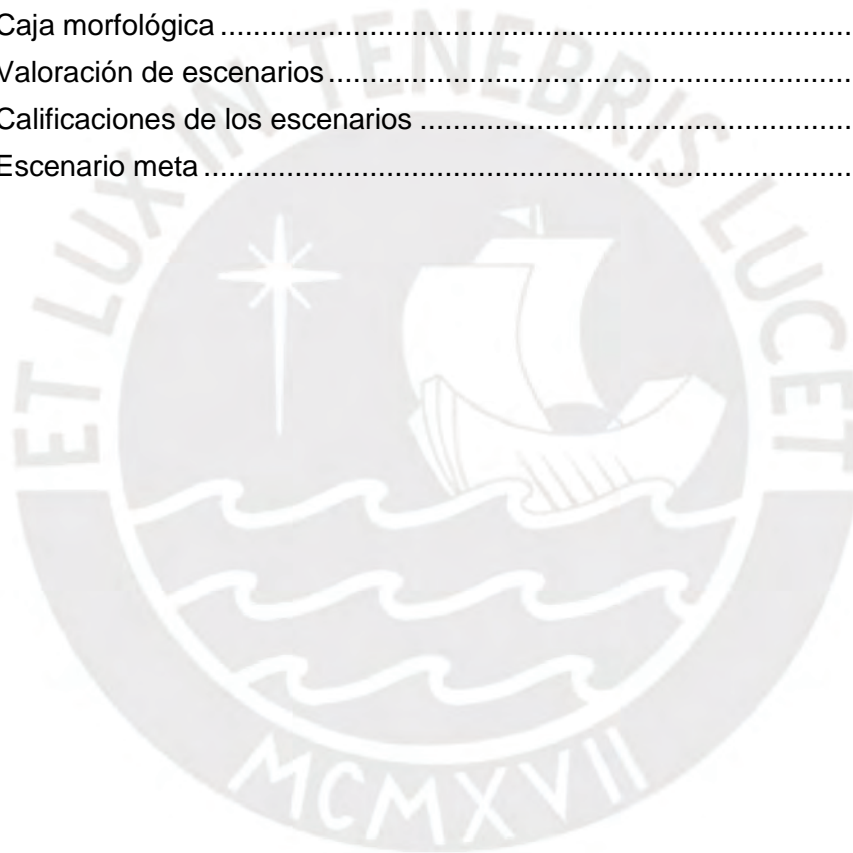 Caja morfológica ................................................................................
Valoración de escenarios ..................................................................
Calificaciones de los escenarios .......................................................
Escenario meta ..................................................................................
ET LUX IN TENEBRIS LUCET
MCMXVII